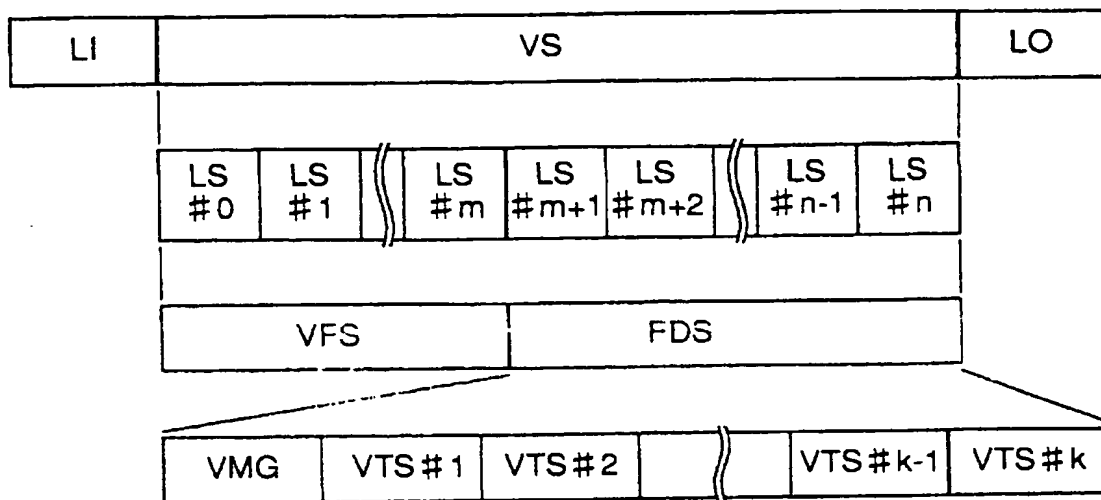 LI VS LO
LS LS LS LS LS LS LS
#0 #1 #m #m+1 #m+2 #n-1 #n
VFS FDS
VMG VTS#1 VTS#2 VTS#k-1 VTS#k